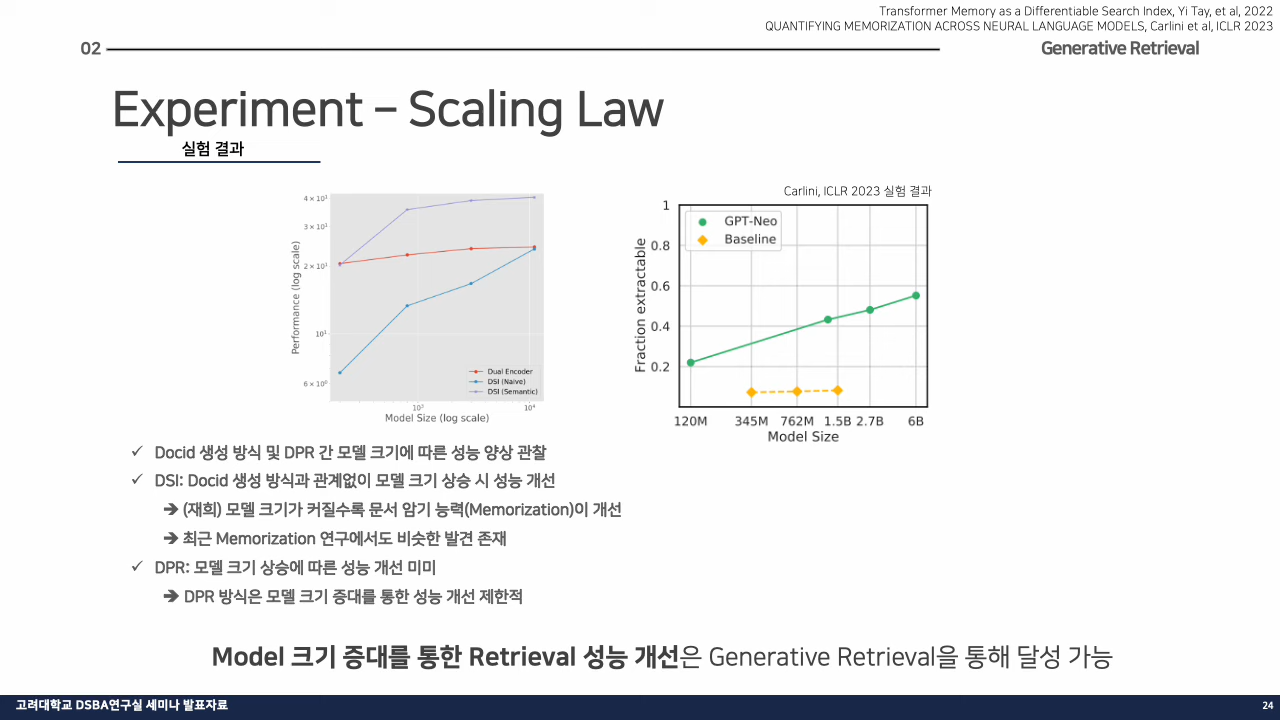 Transformer Memory as a Differentiable Search Index, Yi Tay, et al, 2022
QUANTIFYING MEMORIZATION ACROSS NEURAL LANGUAGE MODELS, Carlini et al, ICLR 2023
02
Generative Retrieval
Experiment – Scaling Law
실험 결과
4 × 10¹
3 × 10¹
2 × 10¹
10¹
6 × 10⁰
Performance (log scale)
Dual Encoder
DSI (Naive)
DSI (Semantic)
10³
10⁴
Model Size (log scale)
Carlini, ICLR 2023 실험 결과
1
0.8
0.6
0.4
0.2
Fraction extractable
GPT-Neo
Baseline
120M 345M 762M 1.5B 2.7B 6B
Model Size
✓ Docid 생성 방식 및 DPR 간 모델 크기에 따른 성능 양상 관찰
✓ DSI: Docid 생성 방식과 관계없이 모델 크기 상승 시 성능 개선
➔ (재희) 모델 크기가 커질수록 문서 암기 능력(Memorization)이 개선
➔ 최근 Memorization 연구에서도 비슷한 발견 존재
✓ DPR: 모델 크기 상승에 따른 성능 개선 미미
➔ DPR 방식은 모델 크기 증대를 통한 성능 개선 제한적
Model 크기 증대를 통한 Retrieval 성능 개선은 Generative Retrieval을 통해 달성 가능
고려대학교 DSBA연구실 세미나 발표자료
24